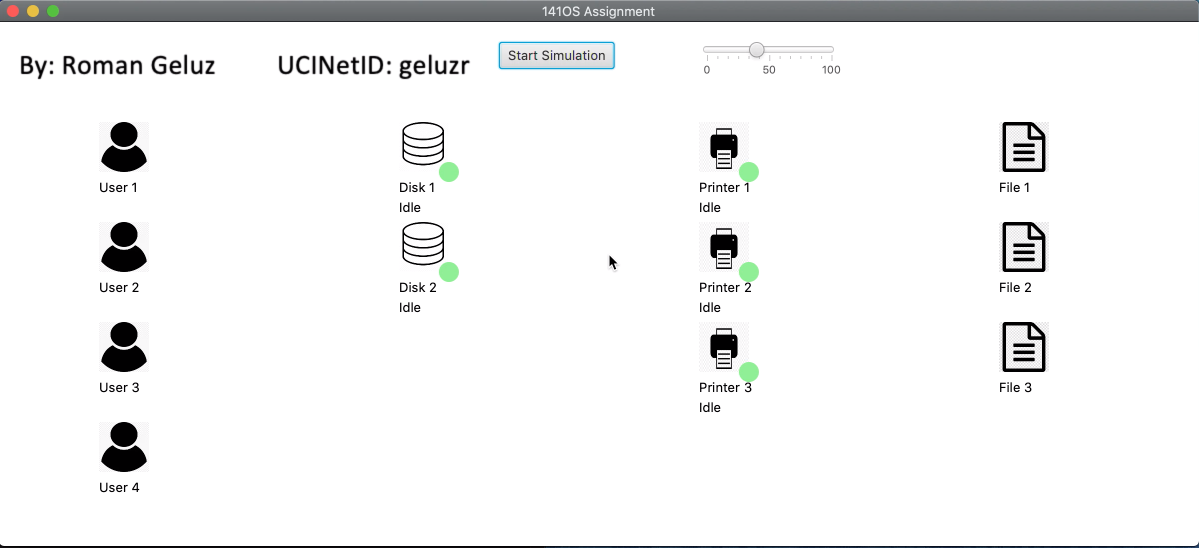 141OS Assignment
By: Roman Geluz UCINetID: geluzr Start Simulation
0 50 100
User 1 Disk 1 Printer 1 File 1
Idle Idle
User 2 Disk 2 Printer 2 File 2
Idle Idle
User 3 Printer 3 File 3
Idle
User 4